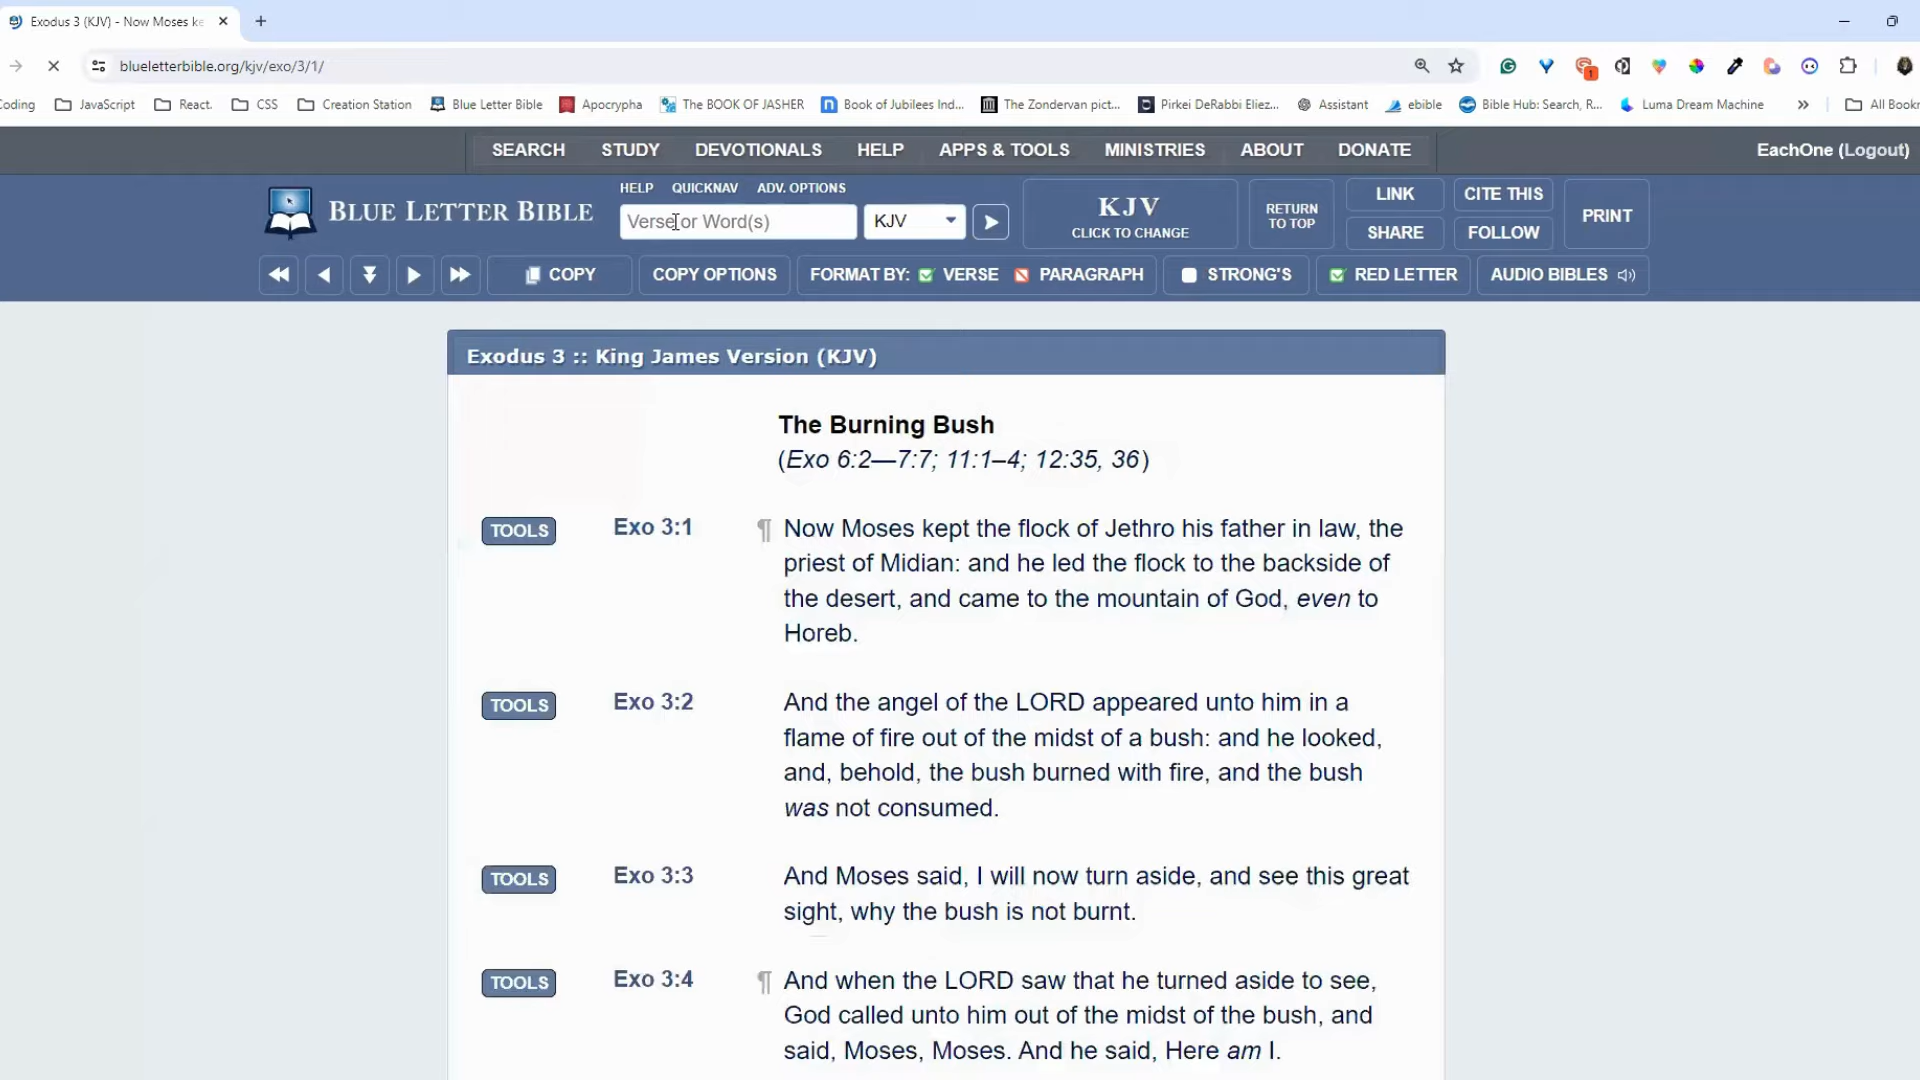 Exodus 3 (KJV) - Now Moses ke
blueletterbible.org/kjv/exo/3/1/
1
Coding JavaScript React. CSS Creation Station Blue Letter Bible Apocrypha The BOOK OF JASHER Book of Jubilees Ind... The Zondervan pict... Pirkei DeRabbi Eliez... Assistant ebible Bible Hub: Search, R... Luma Dream Machine » All Bookr
SEARCH STUDY DEVOTIONALS HELP APPS & TOOLS MINISTRIES ABOUT DONATE EachOne (Logout)
HELP QUICKNAV ADV. OPTIONS
BLUE LETTER BIBLE Verse or Word(s) KJV
KJV
CLICK TO CHANGE
RETURN
TO TOP
LINK CITE THIS
SHARE FOLLOW
PRINT
COPY COPY OPTIONS FORMAT BY: VERSE PARAGRAPH STRONG'S RED LETTER AUDIO BIBLES
Exodus 3 :: King James Version (KJV)
The Burning Bush
(Exo 6:2—7:7; 11:1–4; 12:35, 36)
TOOLS Exo 3:1 ¶ Now Moses kept the flock of Jethro his father in law, the
priest of Midian: and he led the flock to the backside of
the desert, and came to the mountain of God, even to
Horeb.
TOOLS Exo 3:2 And the angel of the LORD appeared unto him in a
flame of fire out of the midst of a bush: and he looked,
and, behold, the bush burned with fire, and the bush
was not consumed.
TOOLS Exo 3:3 And Moses said, I will now turn aside, and see this great
sight, why the bush is not burnt.
TOOLS Exo 3:4 ¶ And when the LORD saw that he turned aside to see,
God called unto him out of the midst of the bush, and
said, Moses, Moses. And he said, Here am I.